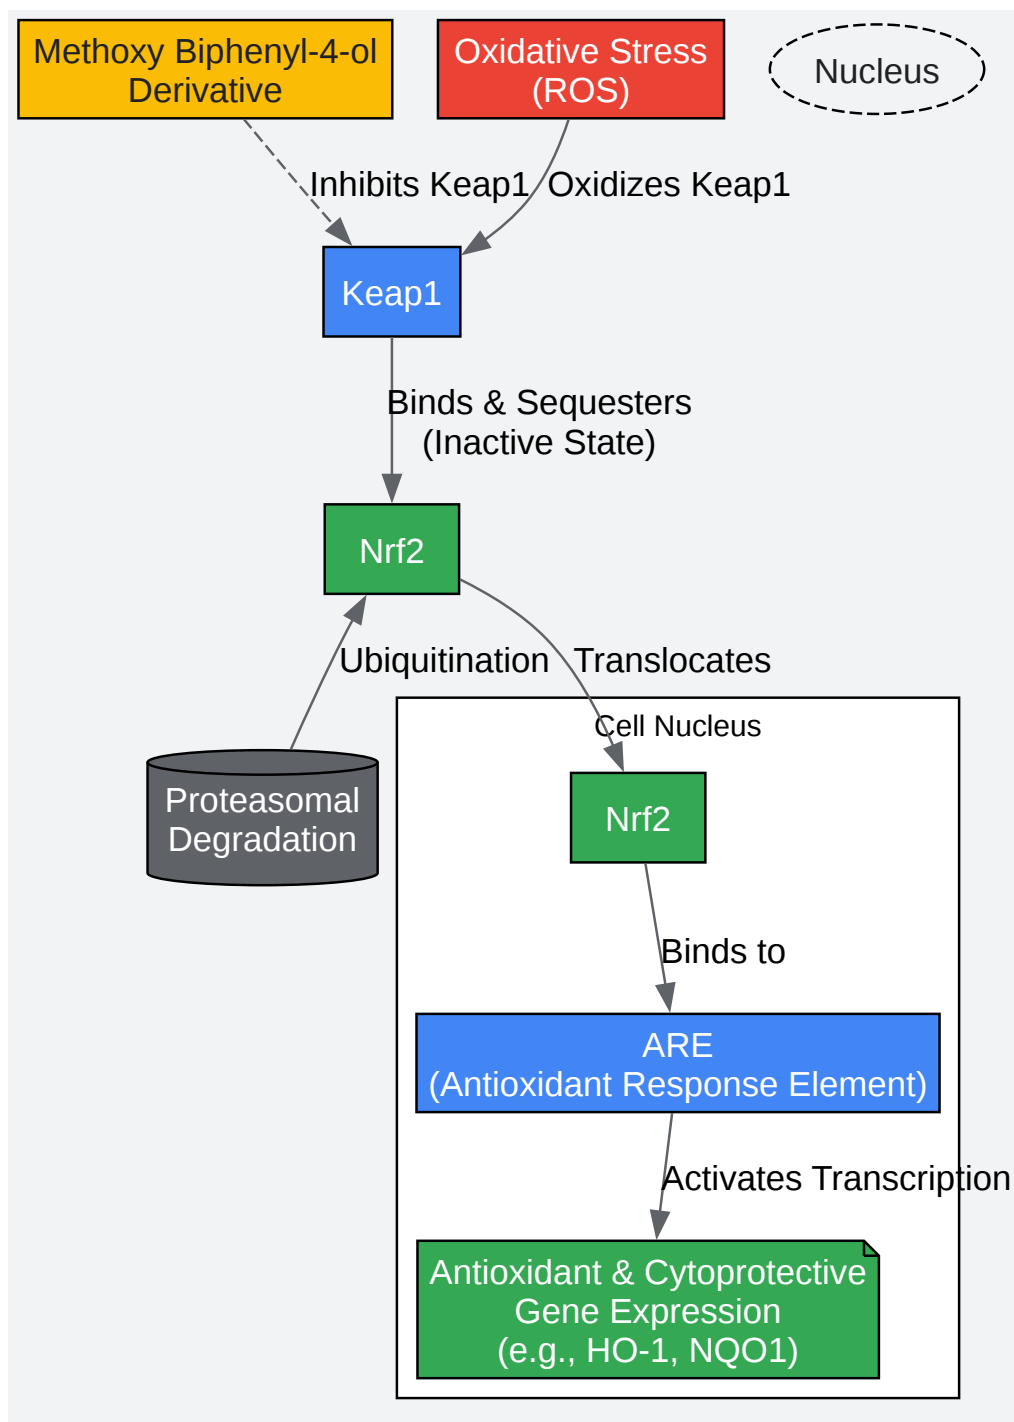 Methoxy Biphenyl-4-ol
Derivative
Oxidative Stress
(ROS)
Nucleus
Inhibits Keap1
Oxidizes Keap1
Keap1
Binds & Sequesters
(Inactive State)
Nrf2
Ubiquitination
Translocates
Cell Nucleus
Proteasomal
Degradation
Nrf2
Binds to
ARE
(Antioxidant Response Element)
Activates Transcription
Antioxidant & Cytoprotective
Gene Expression
(e.g., HO-1, NQO1)